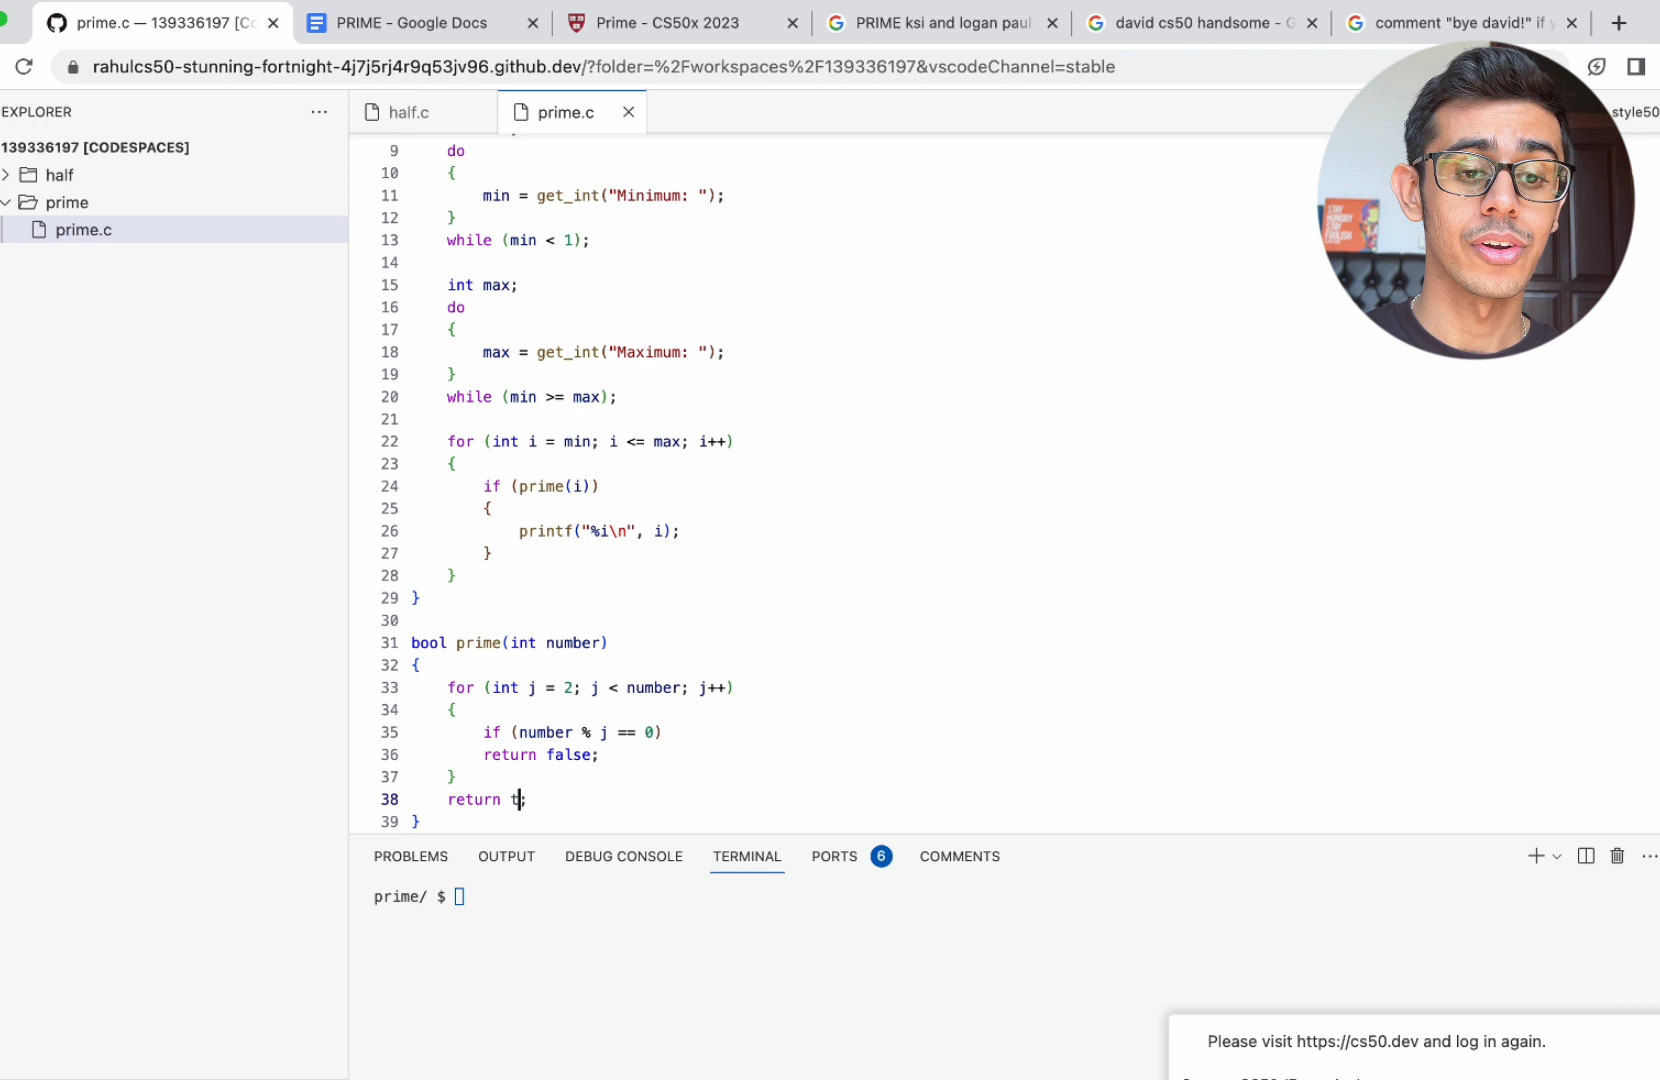 prime.c — 139336197 [Co
PRIME - Google Docs
Prime - CS50x 2023
PRIME ksi and logan paul
david cs50 handsome - G
comment "bye david!" if y
rahulcs50-stunning-fortnight-4j7j5rj4r9q53jv96.github.dev/?folder=%2Fworkspaces%2F139336197&vscodeChannel=stable
EXPLORER
139336197 [CODESPACES]
half
prime
prime.c
half.c
prime.c
style50
9 do
10 {
11 min = get_int("Minimum: ");
12 }
13 while (min < 1);
14
15 int max;
16 do
17 {
18 max = get_int("Maximum: ");
19 }
20 while (min >= max);
21
22 for (int i = min; i <= max; i++)
23 {
24 if (prime(i))
25 {
26 printf("%i\n", i);
27 }
28 }
29 }
30
31 bool prime(int number)
32 {
33 for (int j = 2; j < number; j++)
34 {
35 if (number % j == 0)
36 return false;
37 }
38 return t;
39 }
STAY
HUNGRY
STAY
FOOLISH
PROBLEMS OUTPUT DEBUG CONSOLE TERMINAL PORTS 6 COMMENTS
prime/ $
Please visit https://cs50.dev and log in again.